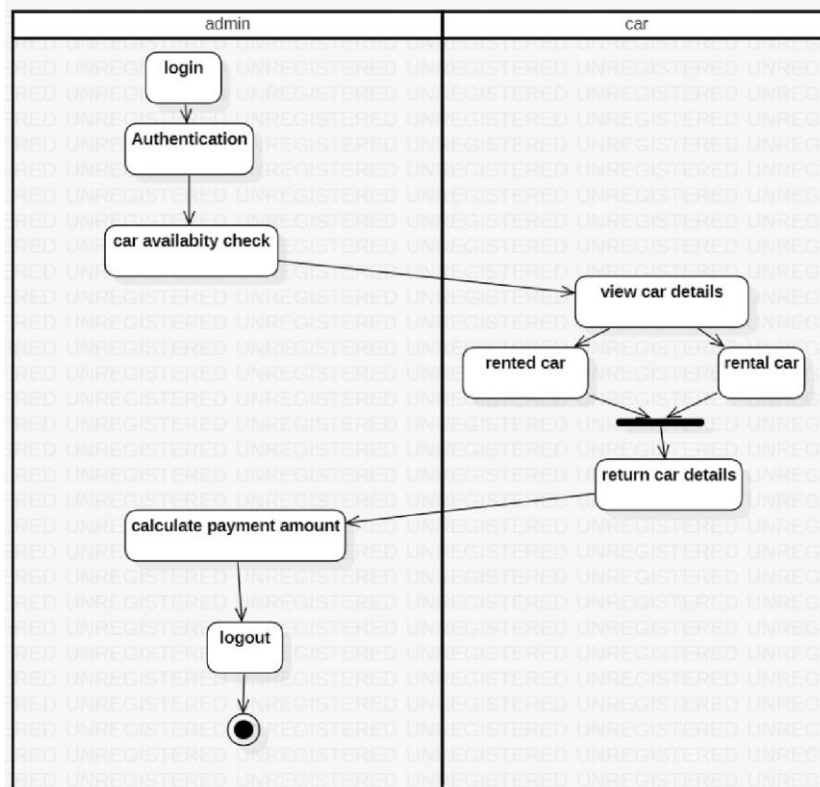 admin
car
login
Authentication
car availabity check
view car details
rented car
rental car
return car details
calculate payment amount
logout
UNREGISTERED